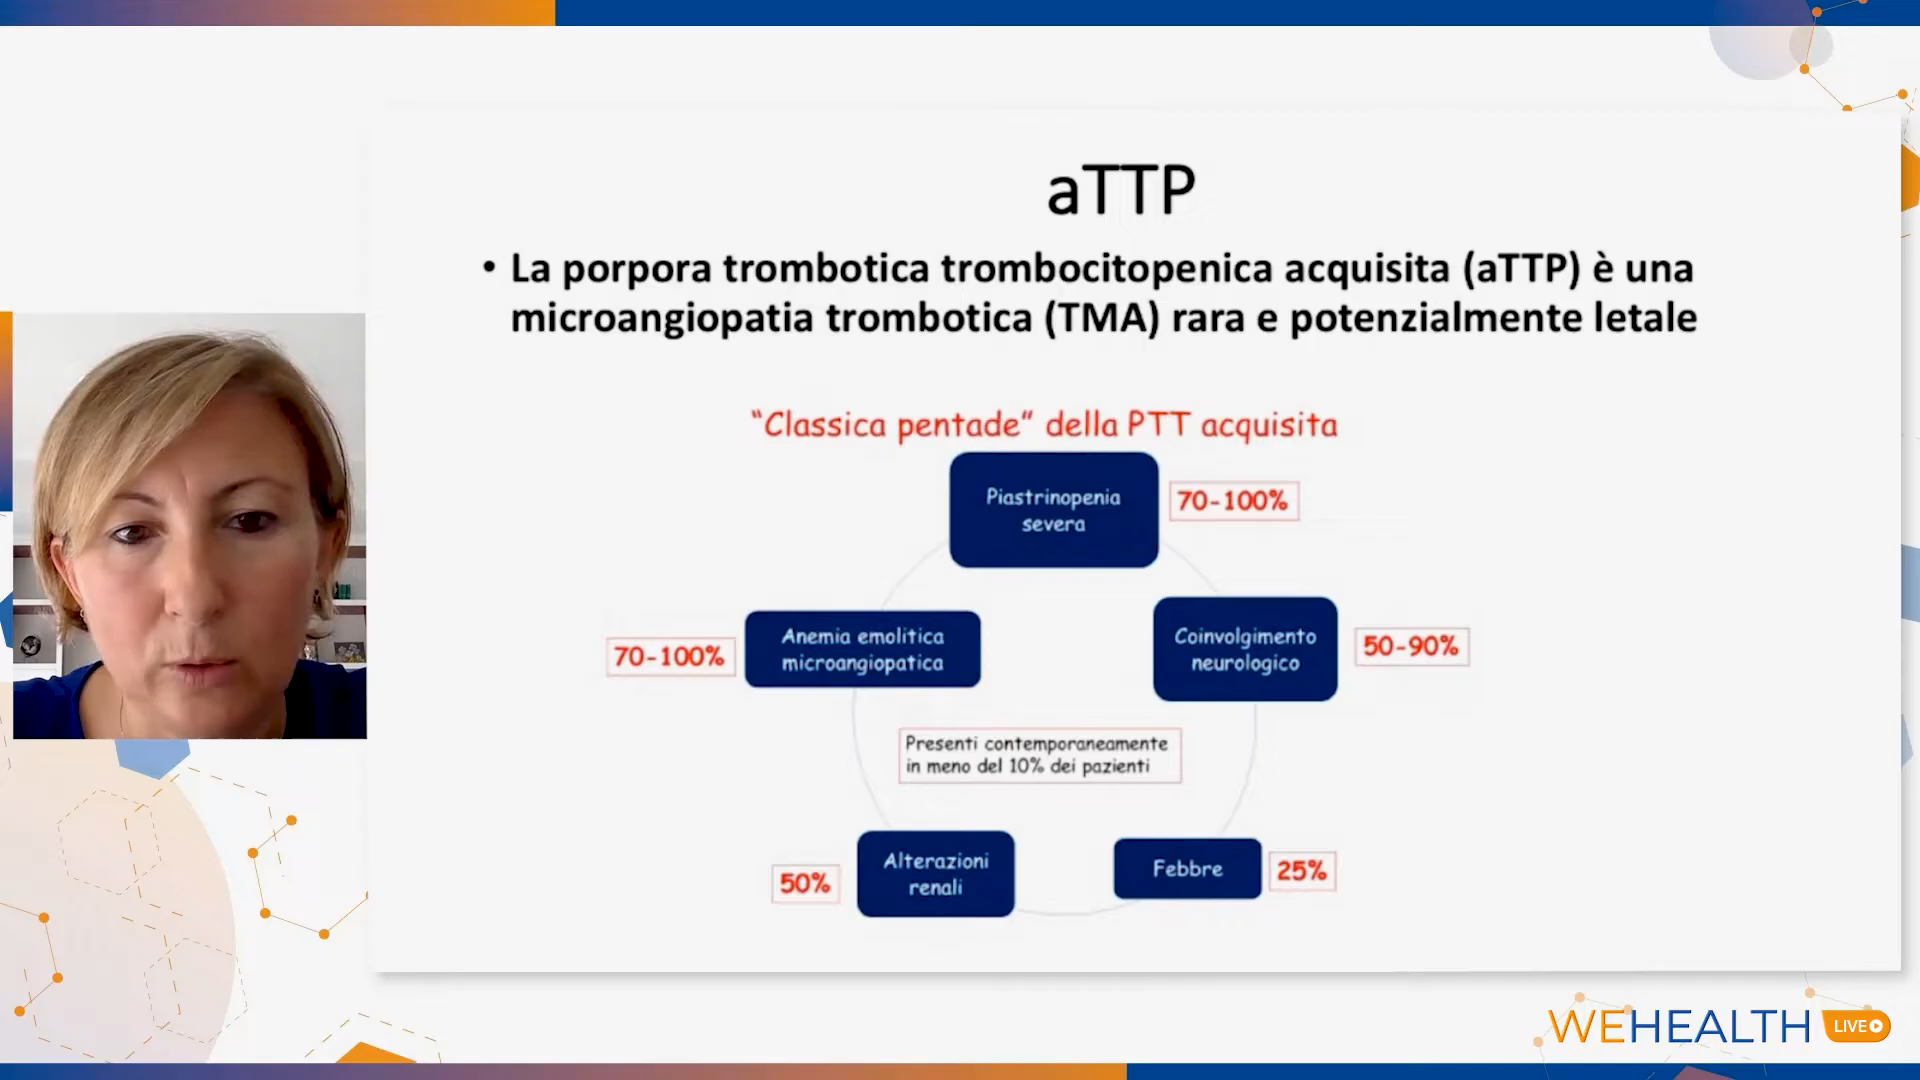 aTTP
• La porpora trombotica trombocitopenica acquisita (aTTP) è una
microangiopatia trombotica (TMA) rara e potenzialmente letale
“Classica pentade” della PTT acquisita
Piastrinopenia
severa
70-100%
70-100%
Anemia emolitica
microangiopatica
Coinvolgimento
neurologico
50-90%
Presenti contemporaneamente
in meno del 10% dei pazienti
50%
Alterazioni
renali
Febbre
25%
WEHEALTH LIVE